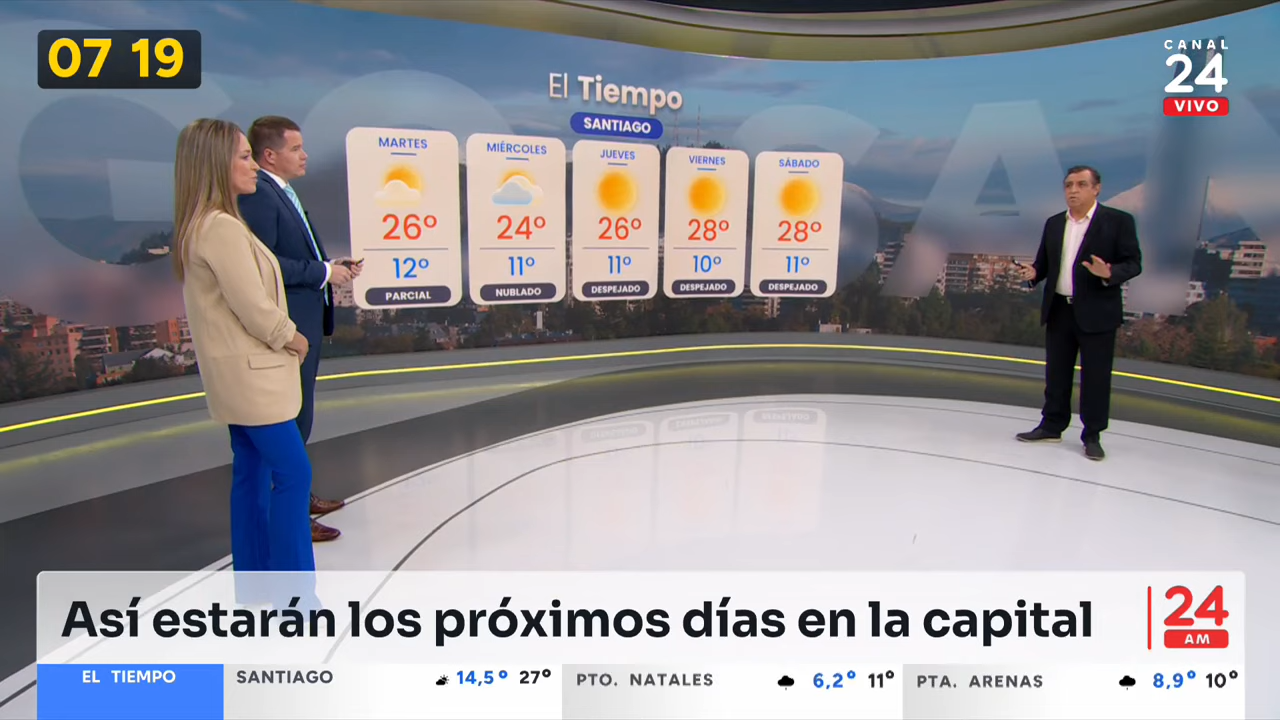 07 19
CANAL
24
VIVO
El Tiempo
SANTIAGO
MARTES
26°
12°
PARCIAL
MIÉRCOLES
24°
11°
NUBLADO
JUEVES
26°
11°
DESPEJADO
VIERNES
28°
10°
DESPEJADO
SÁBADO
28°
11°
DESPEJADO
Así estarán los próximos días en la capital
24
AM
EL TIEMPO
SANTIAGO 14,5° 27°
PTO. NATALES 6,2° 11°
PTA. ARENAS 8,9° 10°